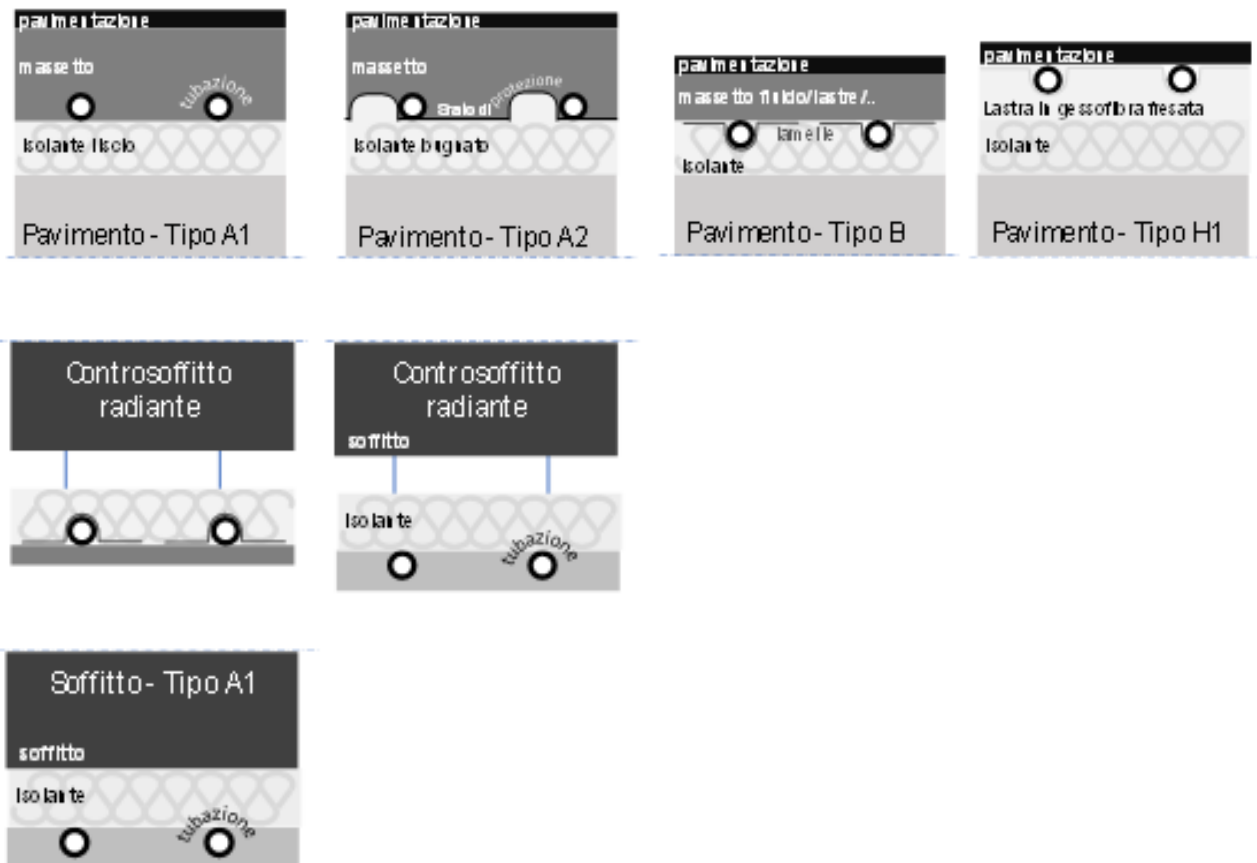 pavimentazione
massetto
tubazione
Isolante liscio
Pavimento - Tipo A1
pavimentazione
massetto
Strato di protezione
Isolante bugnato
Pavimento - Tipo A2
pavimentazione
massetto fluido/lastre/..
lamelle
Isolante
Pavimento - Tipo B
pavimentazione
Lastra in gessofibra fresata
Isolante
Pavimento - Tipo H1
Controsoffitto
radiante
Controsoffitto
radiante
soffitto
Isolante
tubazione
Soffitto - Tipo A1
soffitto
Isolante
tubazione